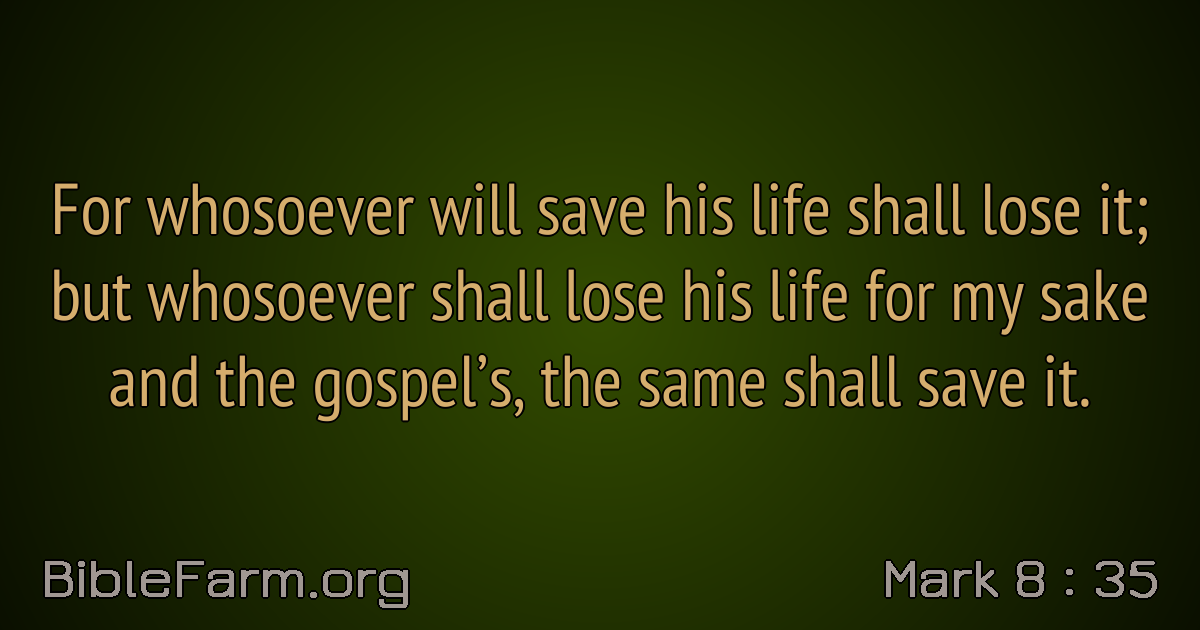 For whosoever will save his life shall lose it;
but whosoever shall lose his life for my sake
and the gospel’s, the same shall save it.
BibleFarm.org
Mark 8 : 35